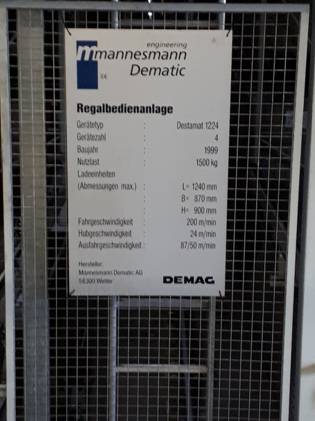 engineering
mannesmann
Dematic
Regalbedienanlage
Gerätetyp : Destamat 1224
Gerätezahl : 4
Baujahr : 1999
Nutzlast : 1500 kg
Ladeeinheiten
(Abmessungen max.) : L= 1240 mm
: B= 870 mm
: H= 900 mm
Fahrgeschwindigkeit : 200 m/min
Hubgeschwindigkeit : 24 m/min
Ausfahrgeschwindigkeit : 87/50 m/min
Hersteller:
Mannesmann Dematic AG
58300 Wetter
DEMAG